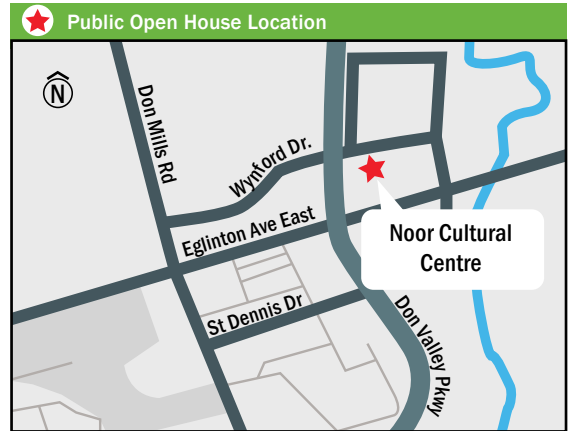 Public Open House Location
N
Don Mills Rd
Wynford Dr.
Eglinton Ave East
Noor Cultural
Centre
St Dennis Dr
Don Valley Pkwy